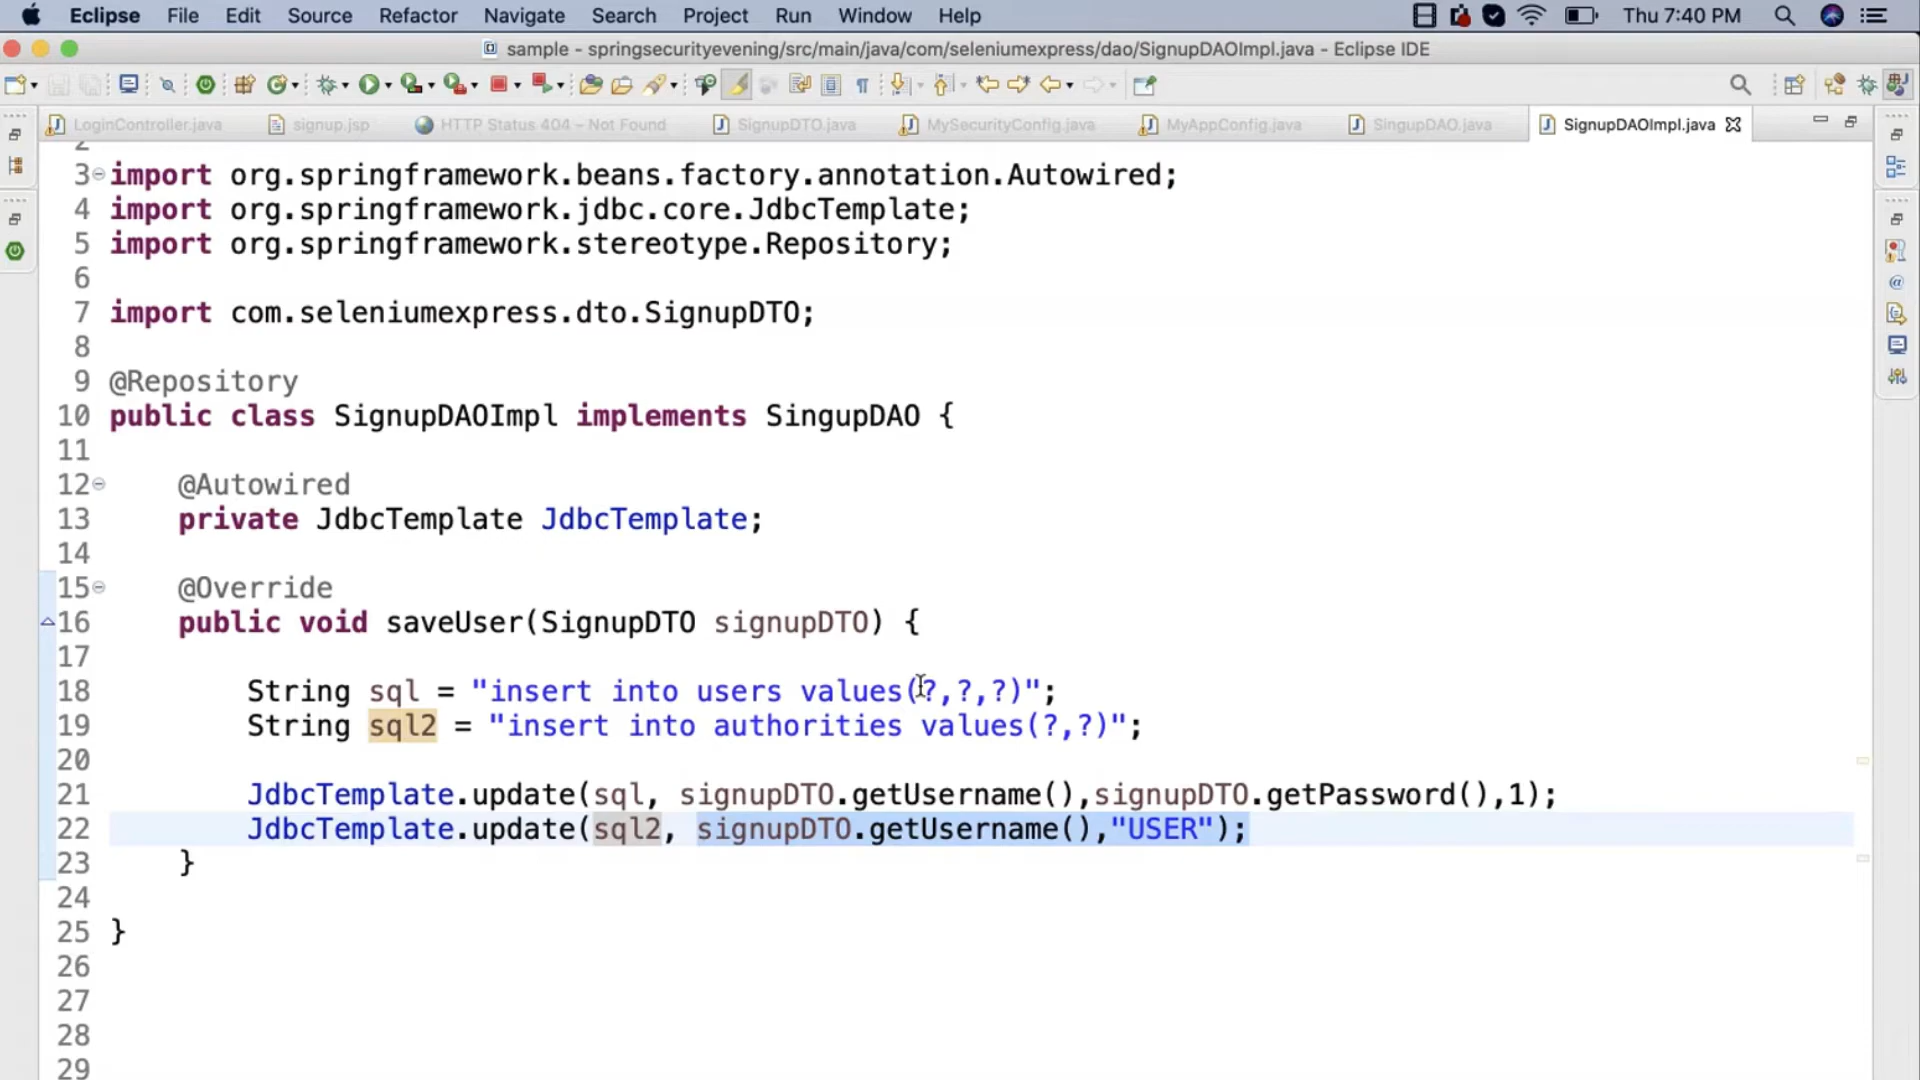 Eclipse File Edit Source Refactor Navigate Search Project Run Window Help Thu 7:40 PM
sample - springsecurityevening/src/main/java/com/seleniumexpress/dao/SignupDAOImpl.java - Eclipse IDE
LoginController.java signup.jsp HTTP Status 404 – Not Found SignupDTO.java MySecurityConfig.java MyAppConfig.java SingupDAO.java SignupDAOImpl.java
2
3 import org.springframework.beans.factory.annotation.Autowired;
4 import org.springframework.jdbc.core.JdbcTemplate;
5 import org.springframework.stereotype.Repository;
6
7 import com.seleniumexpress.dto.SignupDTO;
8
9 @Repository
10 public class SignupDAOImpl implements SingupDAO {
11
12 @Autowired
13 private JdbcTemplate JdbcTemplate;
14
15 @Override
16 public void saveUser(SignupDTO signupDTO) {
17
18 String sql = "insert into users values(?,?,?)";
19 String sql2 = "insert into authorities values(?,?)";
20
21 JdbcTemplate.update(sql, signupDTO.getUsername(),signupDTO.getPassword(),1);
22 JdbcTemplate.update(sql2, signupDTO.getUsername(),"USER");
23 }
24
25 }
26
27
28
29